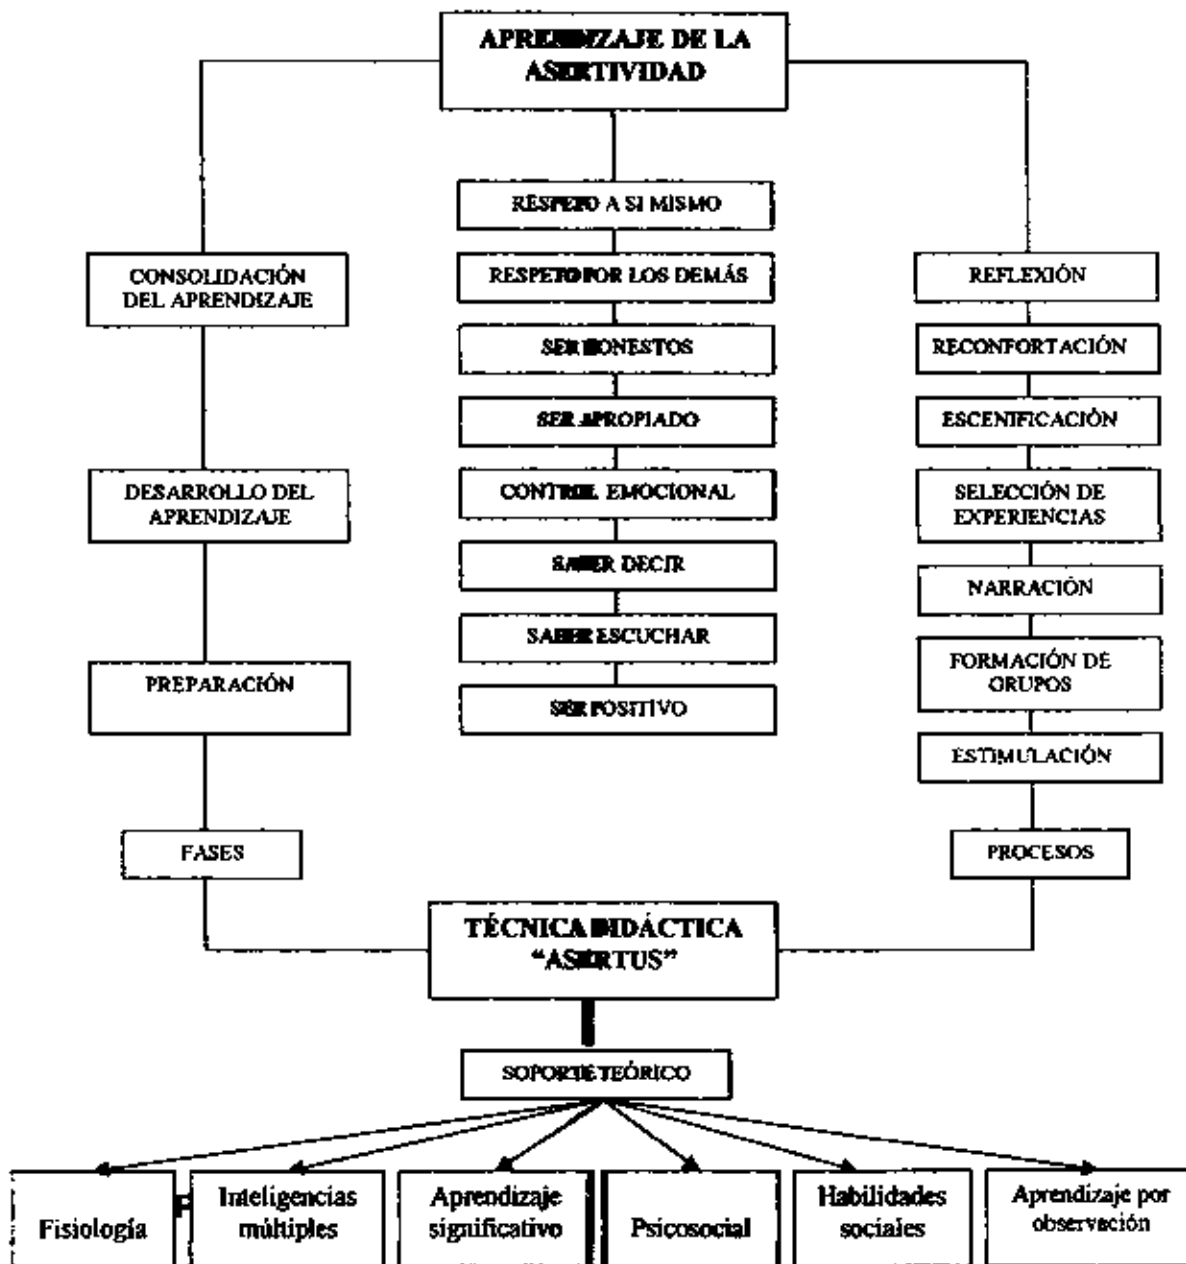 APRENDIZAJE DE LA
ASERTIVIDAD
RESPETO A SI MISMO
RESPETO POR LOS DEMÁS
SER HONESTOS
SER APROPIADO
CONTROL EMOCIONAL
SABER DECIR
SABER ESCUCHAR
SER POSITIVO
CONSOLIDACIÓN
DEL APRENDIZAJE
DESARROLLO DEL
APRENDIZAJE
PREPARACIÓN
FASES
REFLEXIÓN
RECONFORTACIÓN
ESCENIFICACIÓN
SELECCIÓN DE
EXPERIENCIAS
NARRACIÓN
FORMACIÓN DE
GRUPOS
ESTIMULACIÓN
PROCESOS
TÉCNICA DIDÁCTICA
“ASERTUS”
SOPORTE TEÓRICO
Fisiología
Inteligencias
múltiples
Aprendizaje
significativo
Psicosocial
Habilidades
sociales
Aprendizaje por
observación